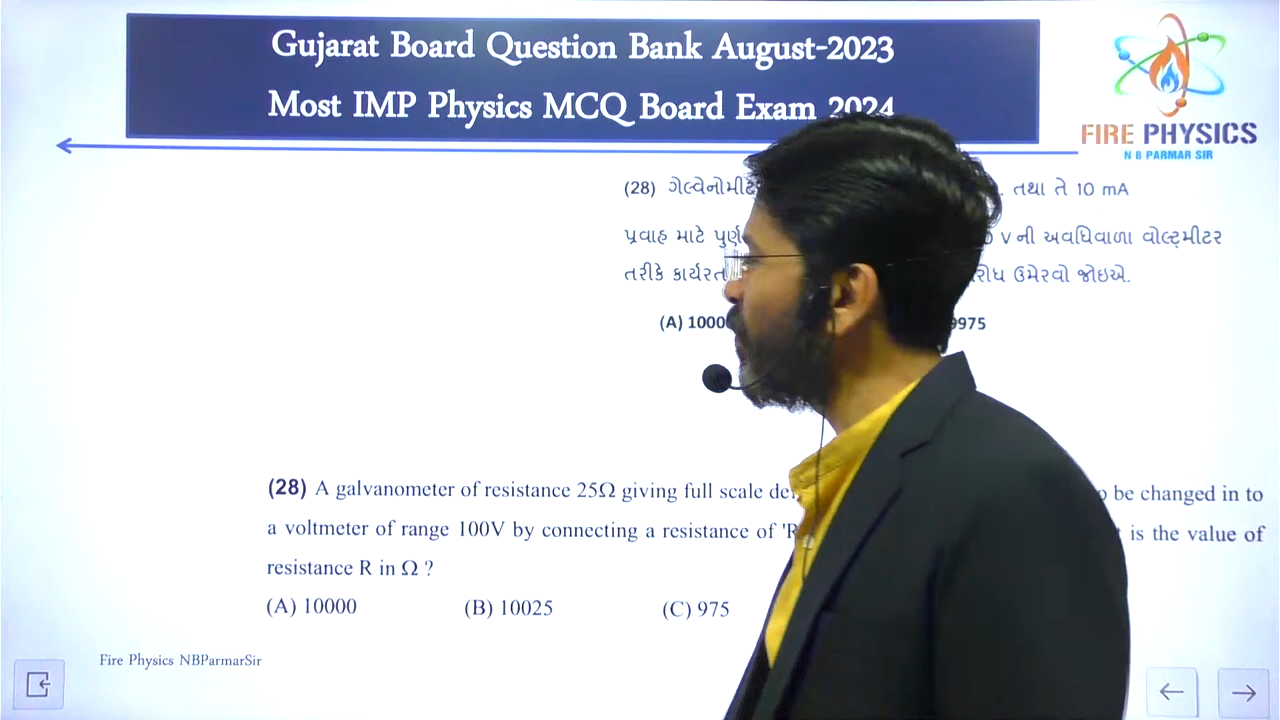 Gujarat Board Question Bank August-2023
Most IMP Physics MCQ Board Exam 2024
FIRE PHYSICS
N B PARMAR SIR
(28) તથા તે 10 mA
પ્રવાહ માટે V ની અવધિવાળા વોલ્ટમીટર
તરીકે કાર્યરત ઉમેરવો જોઇએ.
(A) 9975
(28) A galvanometer of resistance 25Ω giving full scale be changed in to
a voltmeter of range 100V by connecting a resistance of is the value of
resistance R in Ω ?
(A) 10000 (B) 10025 (C) 975
Fire Physics NBParmarSir